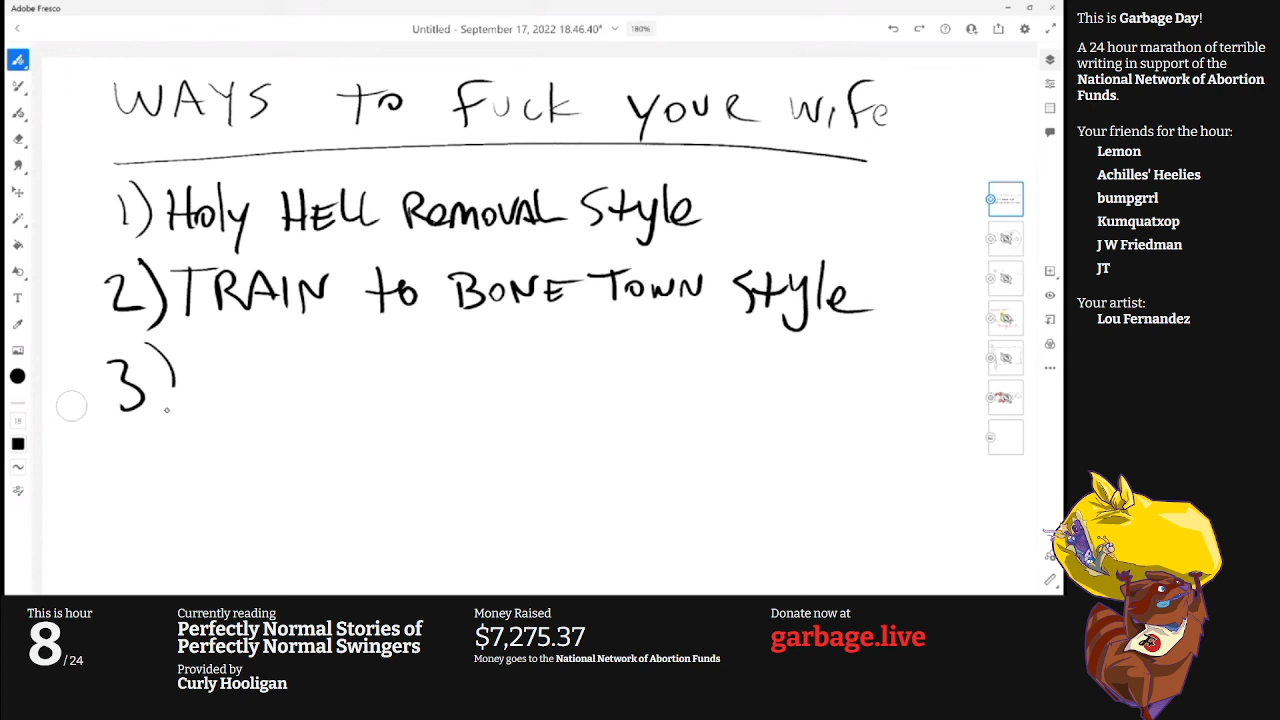 Adobe Fresco
Untitled - September 17, 2022 18.46.40*
180%
WAYS to Fuck your wife
1) Holy HELL Removal Style
2) TRAIN to BONE TOWN Style
3)
18
T
This is Garbage Day!
A 24 hour marathon of terrible
writing in support of the
National Network of Abortion
Funds.
Your friends for the hour:
Lemon
Achilles' Heelies
bumpgrrl
Kumquatxop
J W Friedman
JT
Your artist:
Lou Fernandez
This is hour
8/24
Currently reading
Perfectly Normal Stories of
Perfectly Normal Swingers
Provided by
Curly Hooligan
Money Raised
$7,275.37
Money goes to the National Network of Abortion Funds
Donate now at
garbage.live